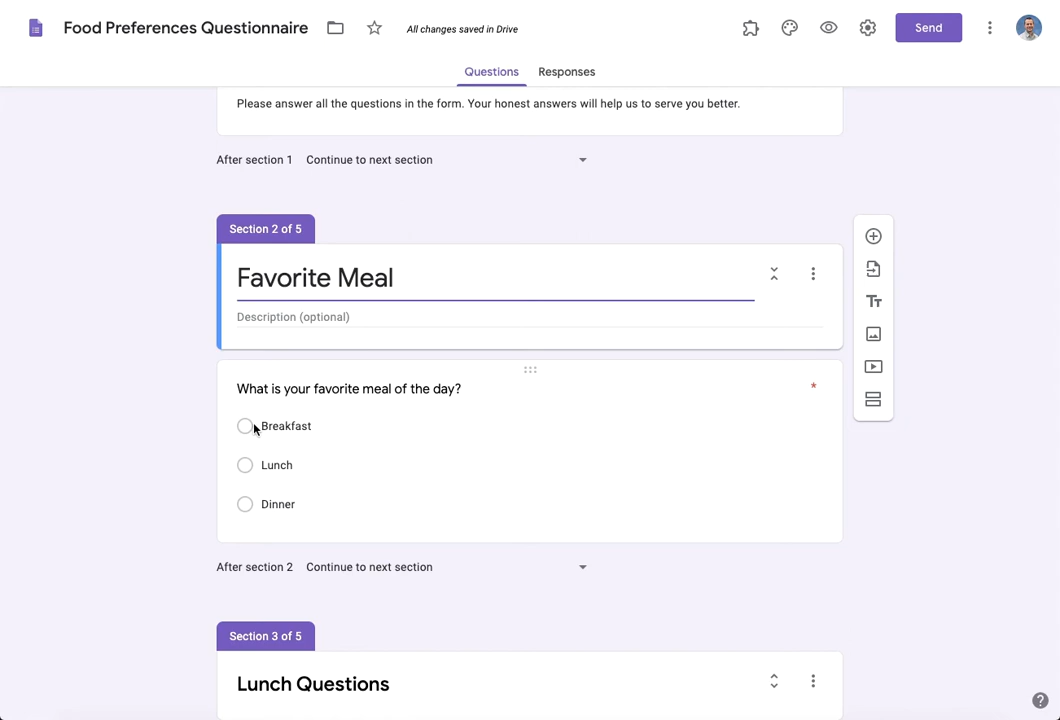 Food Preferences Questionnaire
All changes saved in Drive
Send
Questions
Responses
Please answer all the questions in the form. Your honest answers will help us to serve you better.
After section 1 Continue to next section
Section 2 of 5
Favorite Meal
Description (optional)
What is your favorite meal of the day? *
Breakfast
Lunch
Dinner
After section 2 Continue to next section
Section 3 of 5
Lunch Questions